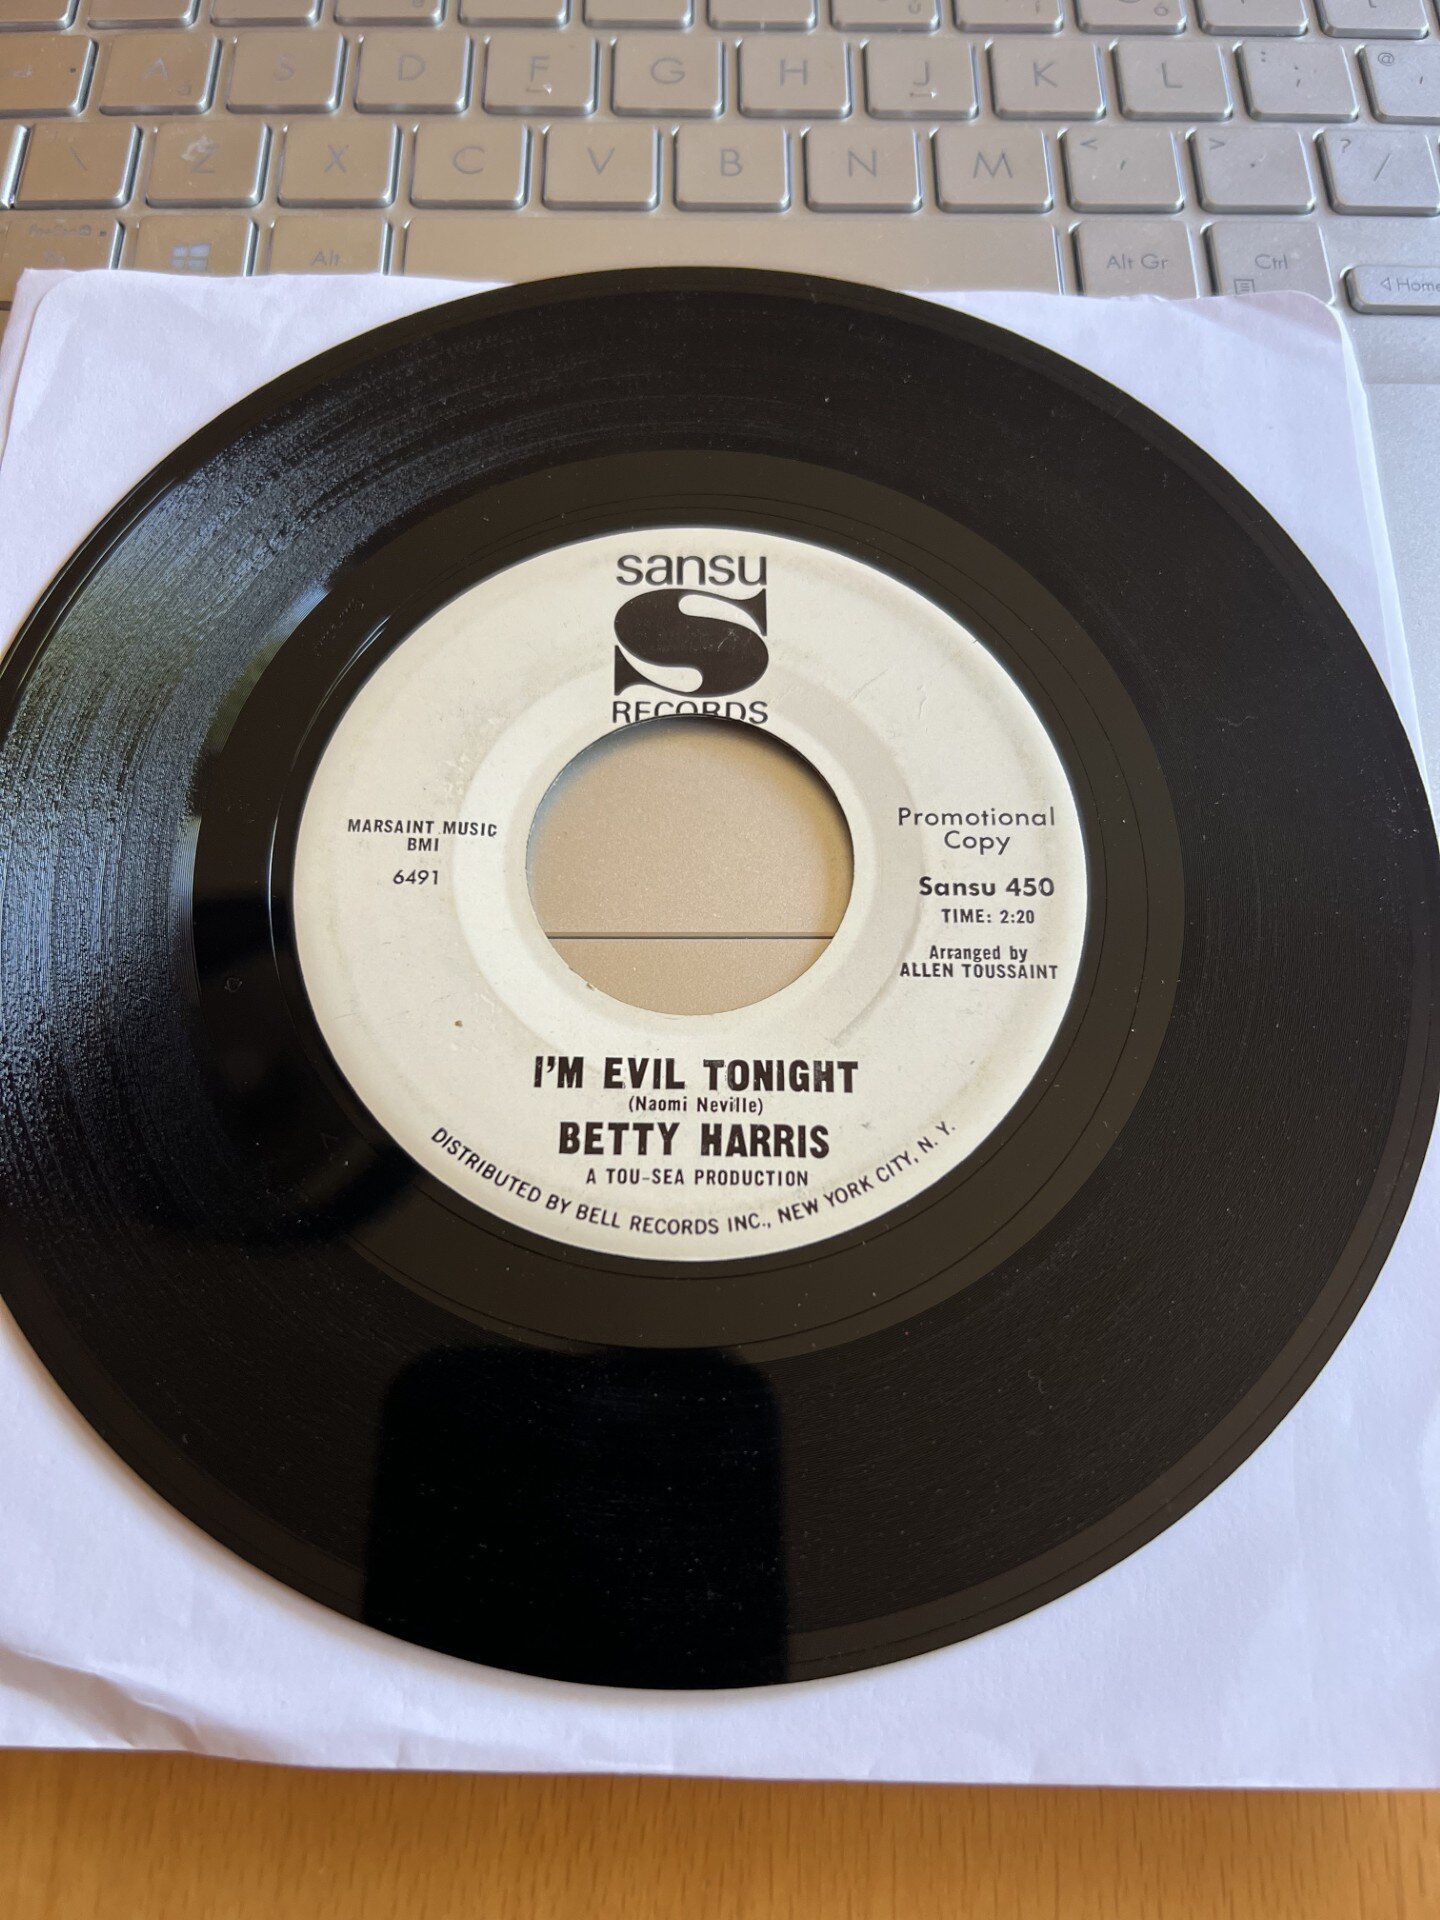 A S D F G H J K L : ; @ '
\ Z X C V B N M < , > . ? /
Alt Alt Gr Ctrl Home
sansu
S
RECORDS
MARSAINT MUSIC
BMI
6491
Promotional
Copy
Sansu 450
TIME: 2:20
Arranged by
ALLEN TOUSSAINT
I'M EVIL TONIGHT
(Naomi Neville)
BETTY HARRIS
A TOU-SEA PRODUCTION
DISTRIBUTED BY BELL RECORDS INC., NEW YORK CITY, N. Y.